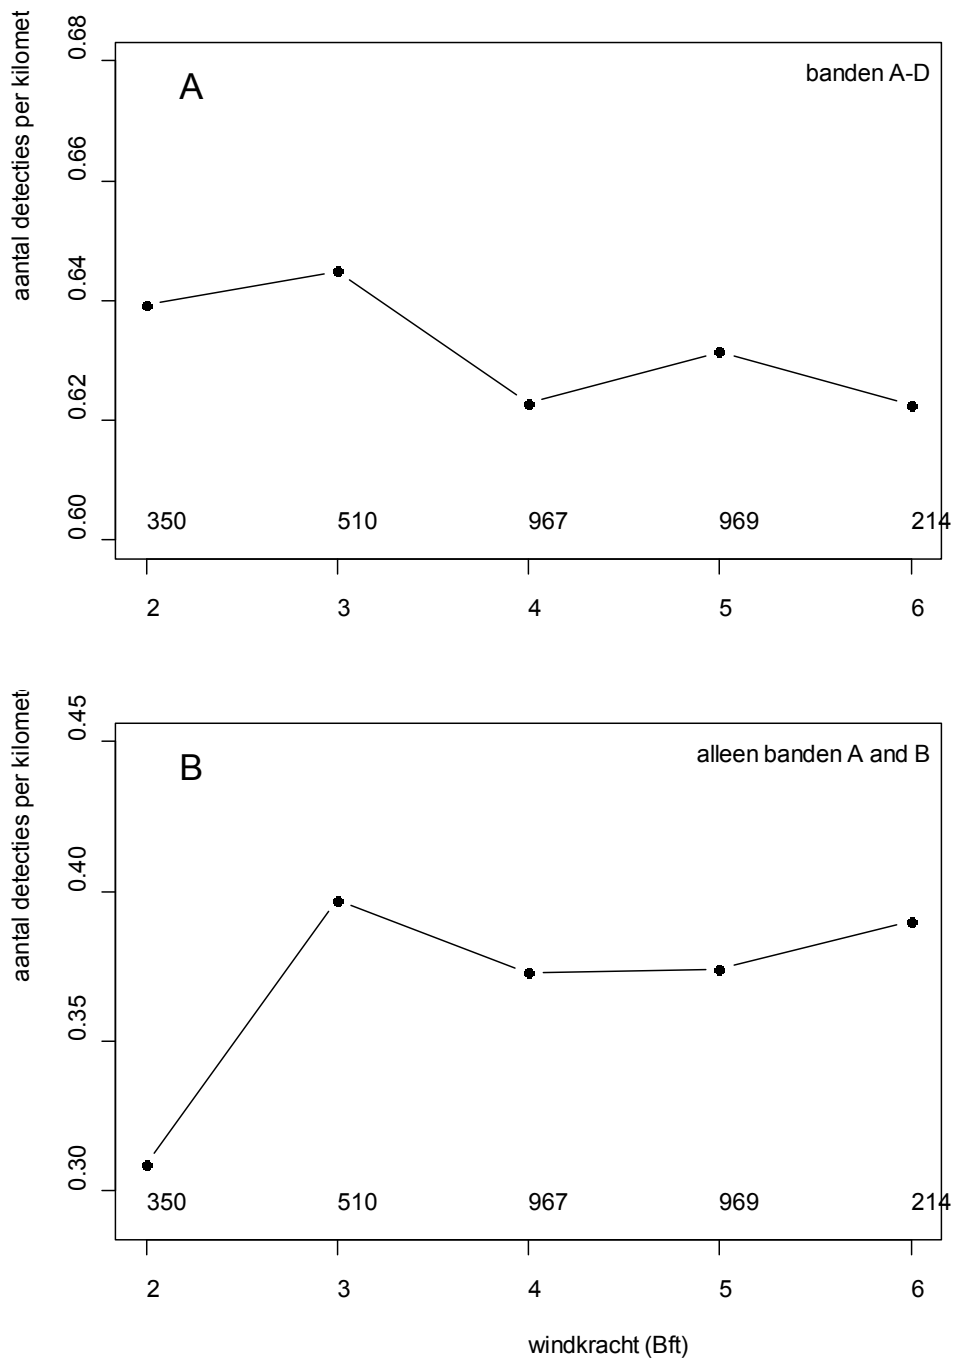 aantal detecties per kilomet
0.68
0.66
0.64
0.62
0.60
A
banden A-D
350 510 967 969 214
2 3 4 5 6
aantal detecties per kilomet
0.45
0.40
0.35
0.30
B
alleen banden A and B
350 510 967 969 214
2 3 4 5 6
windkracht (Bft)